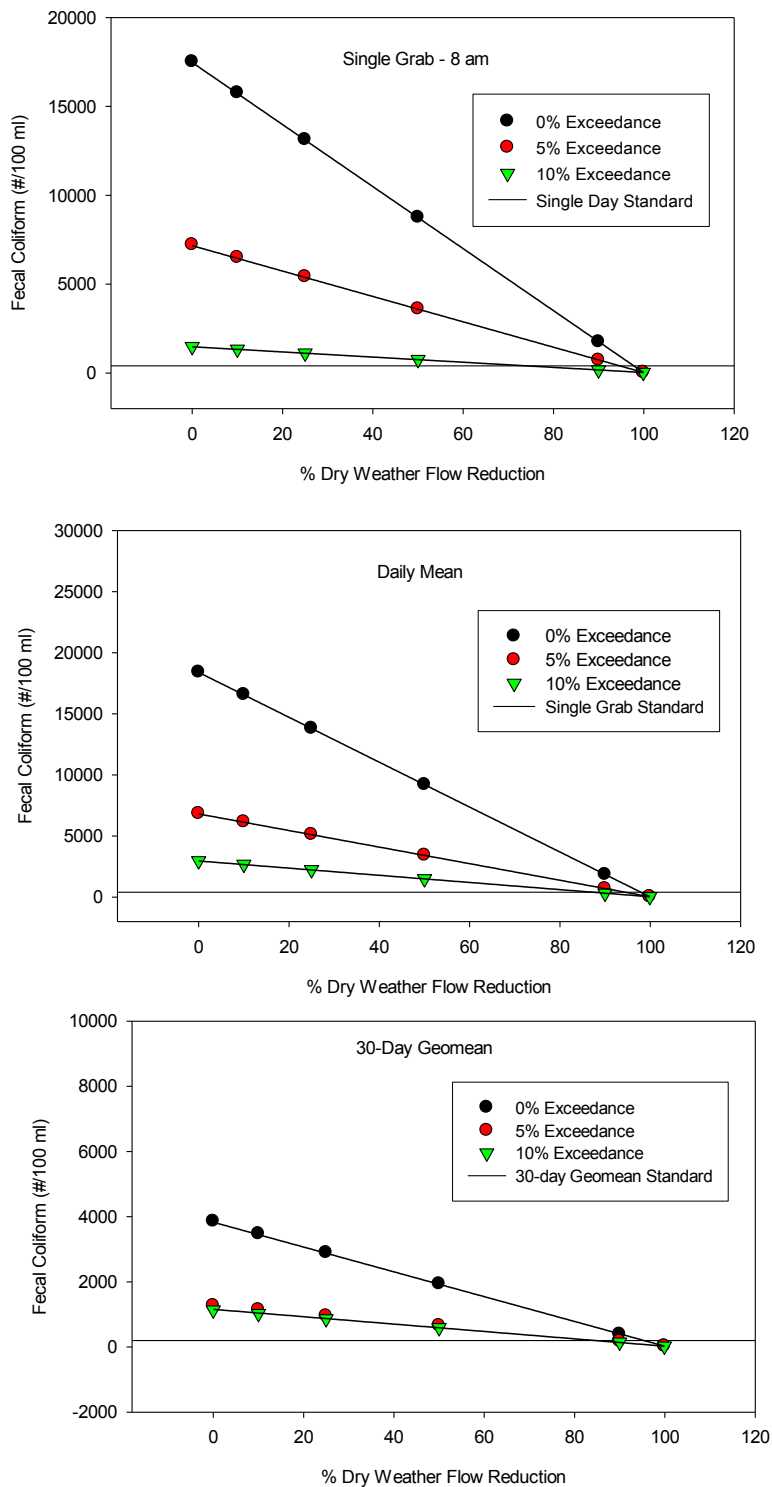 Single Grab - 8 am
Fecal Coliform (#/100 ml)
20000
15000
10000
5000
0
0% Exceedance
5% Exceedance
10% Exceedance
Single Day Standard
0 20 40 60 80 100 120
% Dry Weather Flow Reduction
Daily Mean
Fecal Coliform (#/100 ml)
30000
25000
20000
15000
10000
5000
0
0% Exceedance
5% Exceedance
10% Exceedance
Single Grab Standard
0 20 40 60 80 100 120
% Dry Weather Flow Reduction
30-Day Geomean
Fecal Coliform (#/100 ml)
10000
8000
6000
4000
2000
0
-2000
0% Exceedance
5% Exceedance
10% Exceedance
30-day Geomean Standard
0 20 40 60 80 100 120
% Dry Weather Flow Reduction